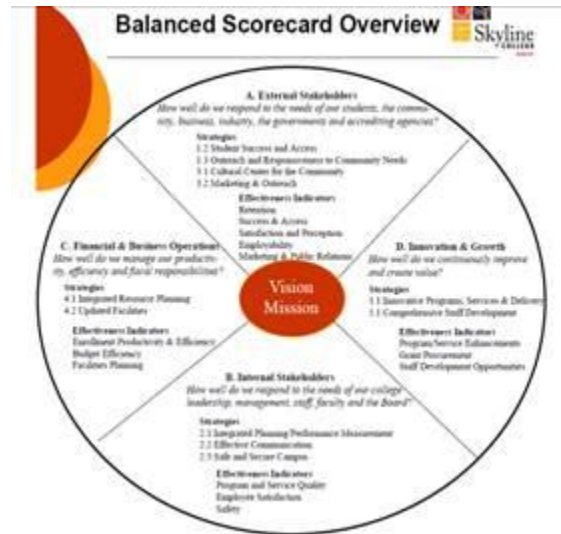 Balanced Scorecard Overview
Skyline
COLLEGE
A. External Stakeholders
How well do we respond to the needs of our students, the commu-
nity, business, industry, the governments and accrediting agencies?
Strategies
1.2 Student Success and Access
1.3 Outreach and Responsiveness to Community Needs
3.1 Cultural Center for the Community
3.2 Marketing & Outreach
Effectiveness Indicators
Retention
Success & Access
Satisfaction and Perception
Employability
Marketing & Public Relations
C. Financial & Business Operations
How well do we manage our productiv-
ity, efficiency and fiscal responsibilities?
Strategies
4.1 Integrated Resource Planning
4.2 Updated Facilities
Effectiveness Indicators
Enrollment Productivity & Efficiency
Budget Efficiency
Facilities Planning
Vision
Mission
D. Innovation & Growth
How well do we continuously improve
and create value?
Strategies
1.1 Innovative Programs, Services & Delivery
Comprehensive Staff Development
Effectiveness Indicators
Program/Service Enhancements
Grant Procurement
Staff Development Opportunities
B. Internal Stakeholders
How well do we respond to the needs of our college
leadership, management, staff, faculty and the Board?
Strategies
2.1 Integrated Planning/Performance Measurement
2.2 Effective Communication
2.3 Safe and Secure Campus
Effectiveness Indicators
Program and Service Quality
Employee Satisfaction
Safety